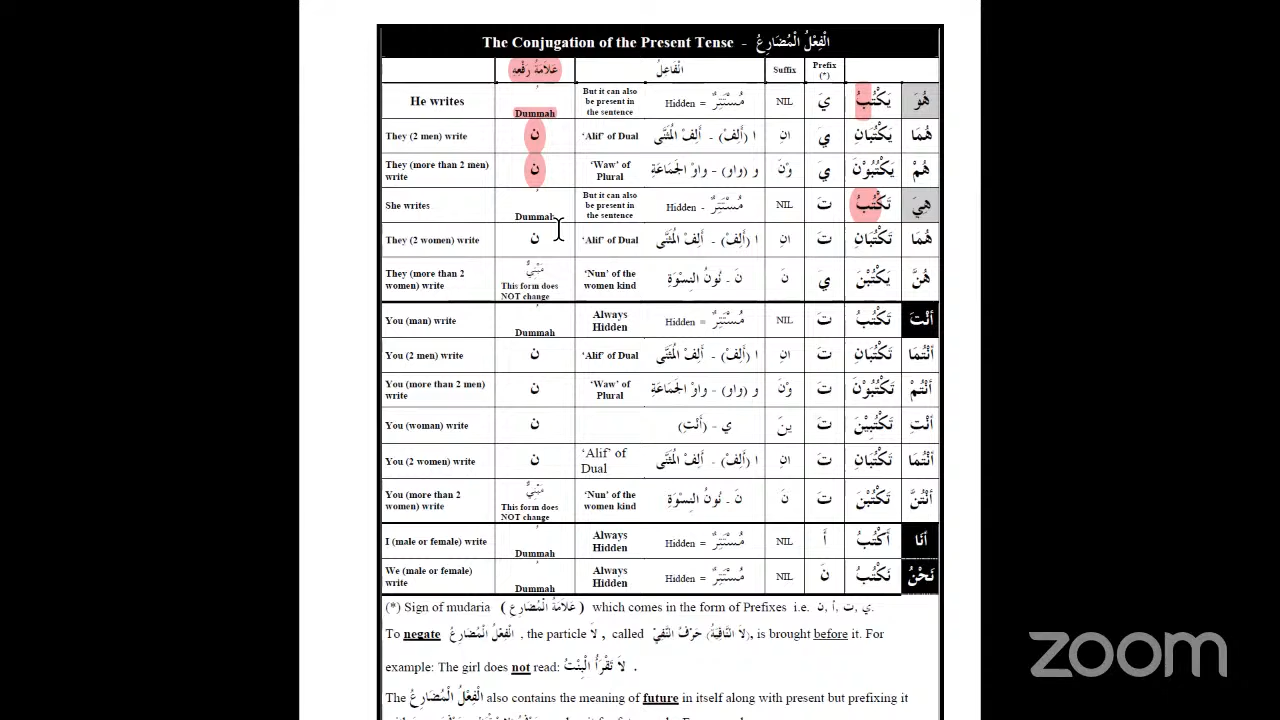 The Conjugation of the Present Tense - الْفِعْلُ الْمُضَارِعُ
عَلَامَةُ رَفْعِهِ الْفَاعِلُ Suffix Prefix (*)
He writes Dummah But it can also be present in the sentence Hidden = مُسْتَتِرٌ NIL يَ يَكْتُبُ هُوَ
They (2 men) write ن ‘Alif’ of Dual ا (أَلِفْ) - أَلِفْ الْمُثَنَّى انِ يَ يَكْتُبَانِ هُمَا
They (more than 2 men) write ن ‘Waw’ of Plural و (واو) - واوْ الْجَمَاعَةِ وْنَ يَ يَكْتُبُوْنَ هُمْ
She writes Dummah But it can also be present in the sentence Hidden - مُسْتَتِرٌ NIL تَ تَكْتُبُ هِيَ
They (2 women) write ن ‘Alif’ of Dual ا (أَلِفْ) - أَلِفْ الْمُثَنَّى انِ تَ تَكْتُبَانِ هُمَا
They (more than 2 women) write مَبْنِيٌّ This form does NOT change ‘Nun’ of the women kind نَ - نُونُ النِسْوَةِ نَ يَ يَكْتُبْنَ هُنَّ
You (man) write Dummah Always Hidden Hidden = مُسْتَتِرٌ NIL تَ تَكْتُبُ أَنْتَ
You (2 men) write ن ‘Alif’ of Dual ا (أَلِفْ) - أَلِفْ الْمُثَنَّى انِ تَ تَكْتُبَانِ أَنْتُمَا
You (more than 2 men) write ن ‘Waw’ of Plural و (واو) - واوْ الْجَمَاعَةِ وْنَ تَ تَكْتُبُوْنَ أَنْتُمْ
You (woman) write ن ي - (أَنْتِ) ينَ تَ تَكْتُبِيْنَ أَنْتِ
You (2 women) write ن ‘Alif’ of Dual ا (أَلِفْ) - أَلِفْ الْمُثَنَّى انِ تَ تَكْتُبَانِ أَنْتُمَا
You (more than 2 women) write مَبْنِيٌّ This form does NOT change ‘Nun’ of the women kind نَ - نُونُ النِسْوَةِ نَ تَ تَكْتُبْنَ أَنْتُنَّ
I (male or female) write Dummah Always Hidden Hidden = مُسْتَتِرٌ NIL أَ أَكْتُبُ أَنَا
We (male or female) write Dummah Always Hidden Hidden = مُسْتَتِرٌ NIL نَ نَكْتُبُ نَحْنُ
(*) Sign of mudaria (عَلَامَةُ الْمُضَارِعِ) which comes in the form of Prefixes i.e. ي, ت, أ, ن.
To negate الْفِعْلُ الْمُضَارِعُ, the particle لَا, called حَرْفُ النَّفْيْ (لَا النَّافِيَةُ), is brought before it. For
example: The girl does not read: لَا تَقْرَأُ الْبِنْتُ .
The الْفِعْلُ الْمُضَارِعُ also contains the meaning of future in itself along with present but prefixing it
zoom